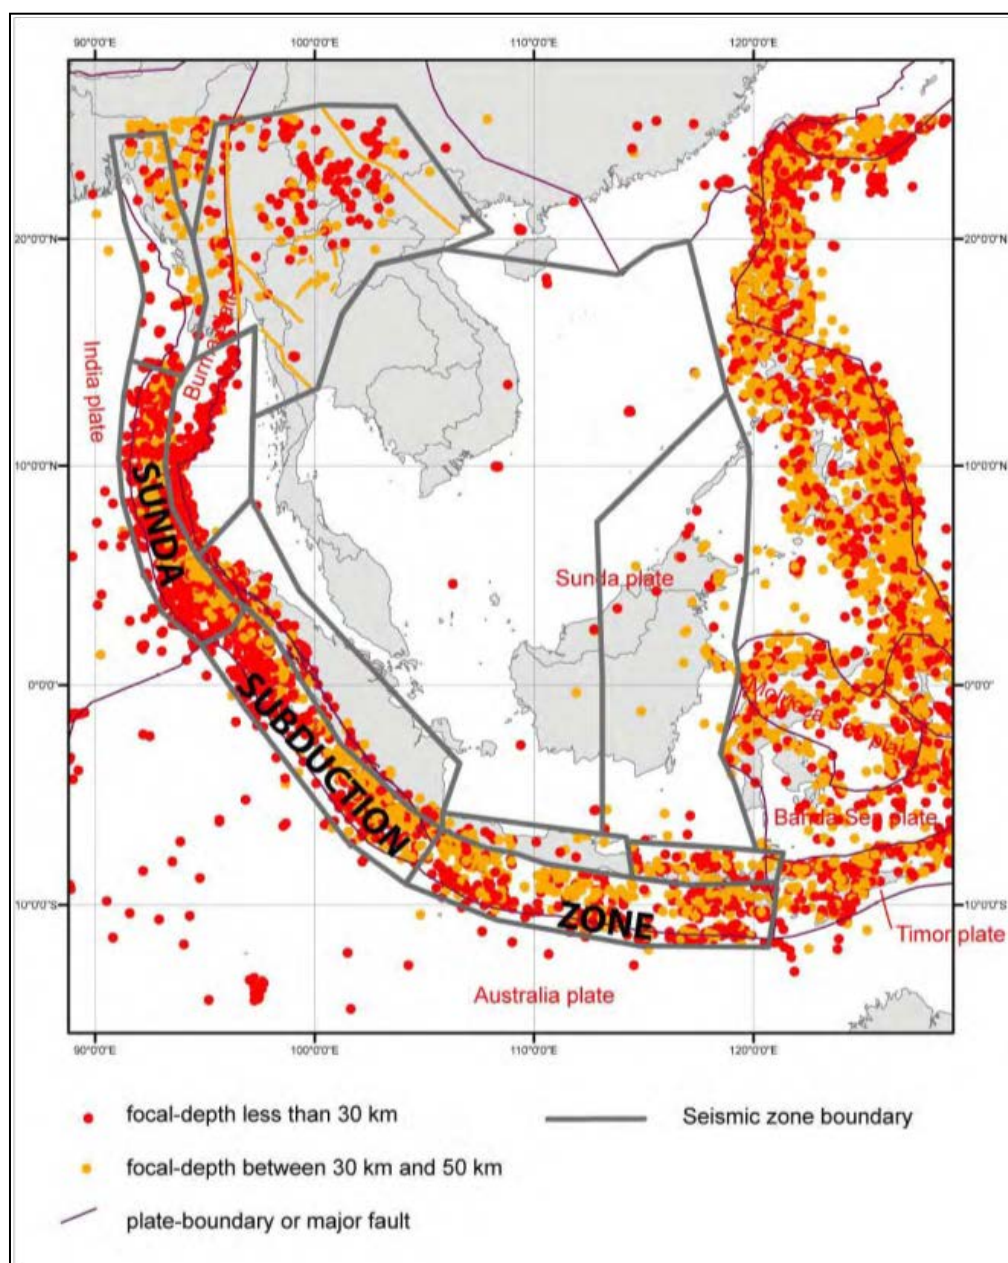 90°0'0"E 100°0'0"E 110°0'0"E 120°0'0"E
20°0'0"N 20°0'0"N
India plate
Burma
SUNDA
10°0'0"N 10°0'0"N
Sunda plate
SUBDUCTION
0°0'0" 0°0'0"
Banda Sea plate
10°0'0"S ZONE 10°0'0"S
Timor plate
Australia plate
90°0'0"E 100°0'0"E 110°0'0"E 120°0'0"E
focal-depth less than 30 km Seismic zone boundary
focal-depth between 30 km and 50 km
plate-boundary or major fault